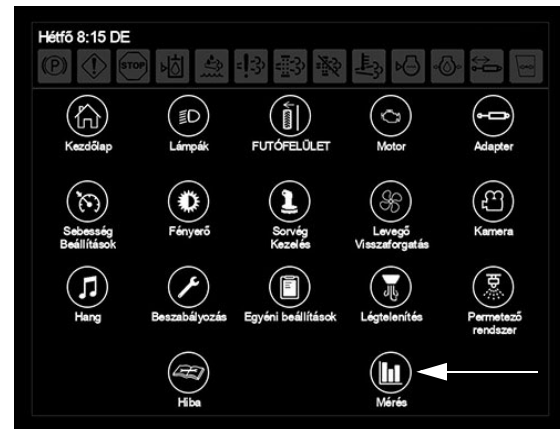 Hétfő 8:15 DE
(P) STOP
Kezdőlap Lámpák FUTÓFELÜLET Motor Adapter
Sebesség Beállítások Fényerő Sorvég Kezelés Levegő Visszaforgatás Kamera
Hang Beszabályozás Egyéni beállítások Légtelenítés Permetező rendszer
Hiba Mérés